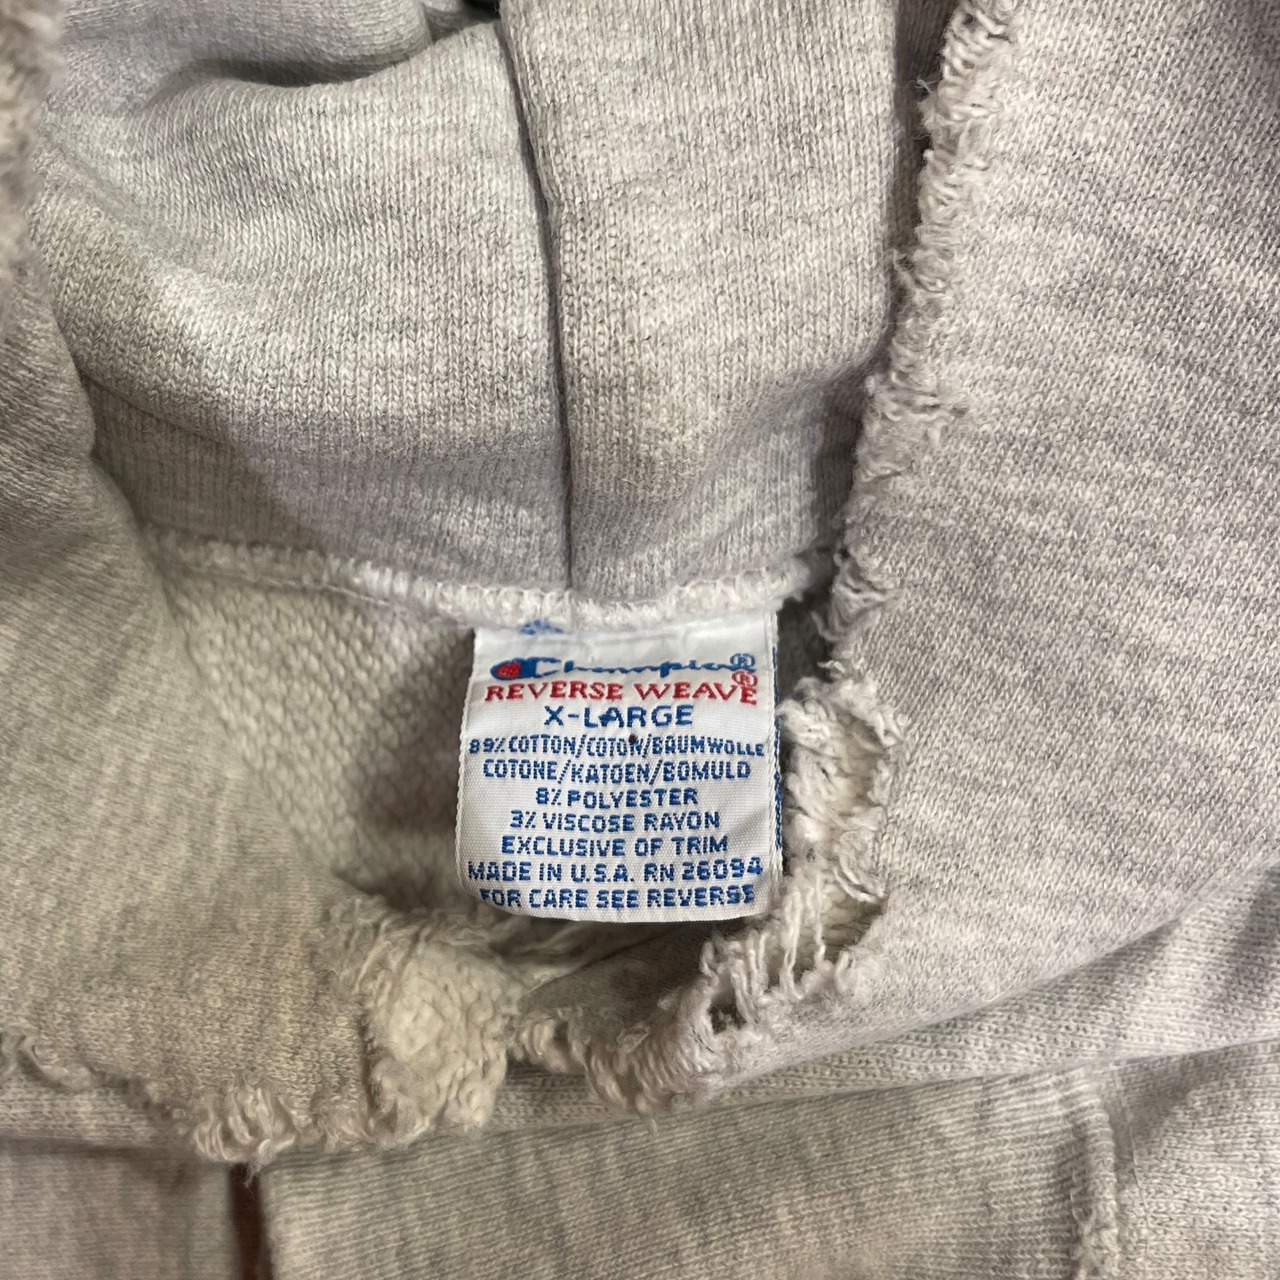 Champion®
REVERSE WEAVE®
X-LARGE
89% COTTON/COTON/BAUMWOLLE
COTONE/KATOEN/BOMULD
8% POLYESTER
3% VISCOSE RAYON
EXCLUSIVE OF TRIM
MADE IN U.S.A. RN 26094
FOR CARE SEE REVERSE